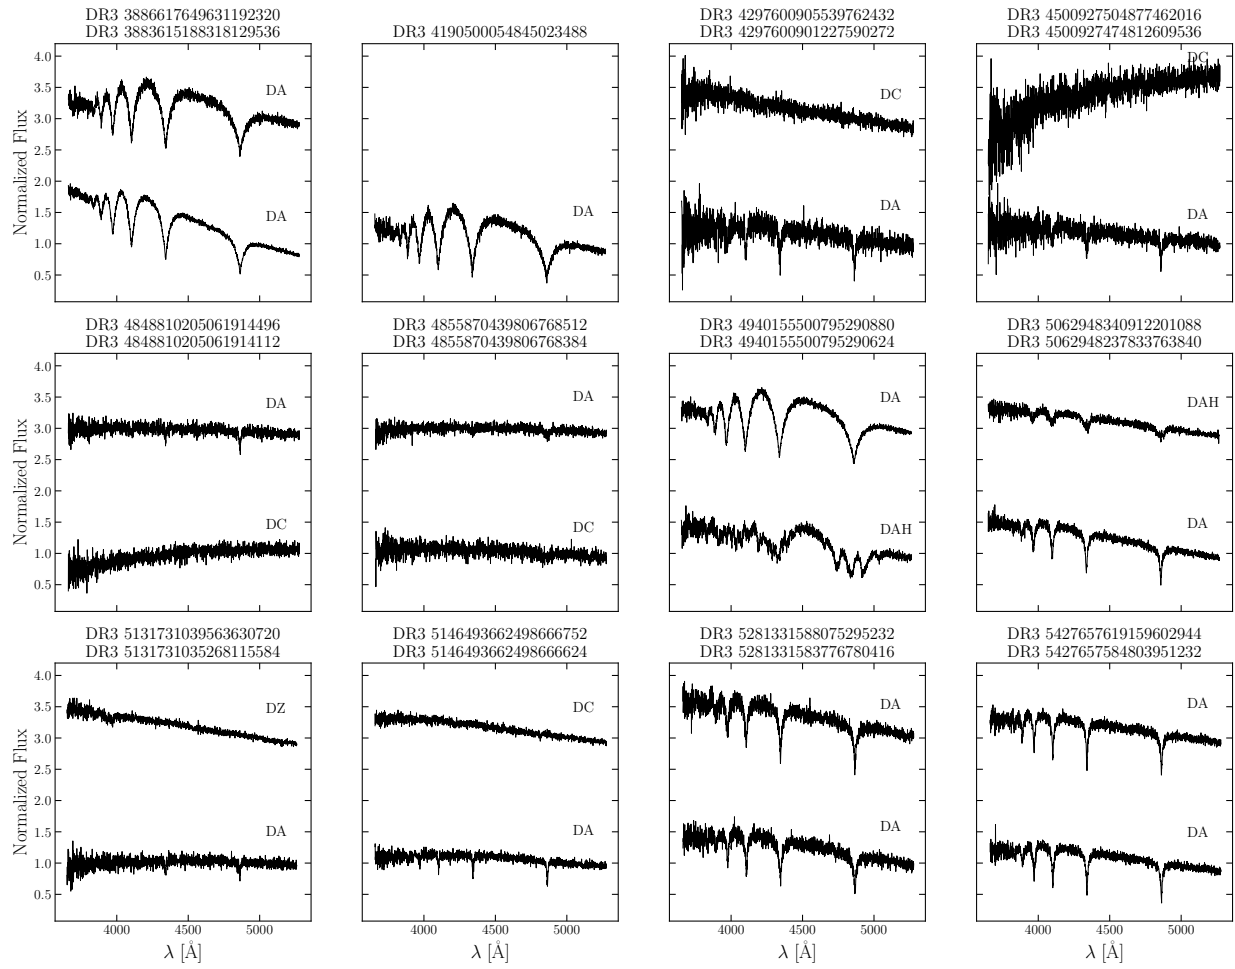 DR3 3886617649631192320
DR3 3883615188318129536
DR3 4190500054845023488
DR3 4297600905539762432
DR3 4297600901227590272
DR3 4500927504877462016
DR3 4500927474812609536
Normalized Flux
4.0
3.5
3.0
2.5
2.0
1.5
1.0
0.5
DA
DA
DA
DC
DA
DC
DA
DR3 4848810205061914496
DR3 4848810205061914112
DR3 4855870439806768512
DR3 4855870439806768384
DR3 4940155500795290880
DR3 4940155500795290624
DR3 5062948340912201088
DR3 5062948237833763840
Normalized Flux
4.0
3.5
3.0
2.5
2.0
1.5
1.0
0.5
DA
DC
DA
DC
DA
DAH
DAH
DA
DR3 5131731039563630720
DR3 5131731035268115584
DR3 5146493662498666752
DR3 5146493662498666624
DR3 5281331588075295232
DR3 5281331583776780416
DR3 5427657619159602944
DR3 5427657584803951232
Normalized Flux
4.0
3.5
3.0
2.5
2.0
1.5
1.0
0.5
DZ
DA
DC
DA
DA
DA
DA
DA
4000 4500 5000
4000 4500 5000
4000 4500 5000
4000 4500 5000
λ [Å]
λ [Å]
λ [Å]
λ [Å]